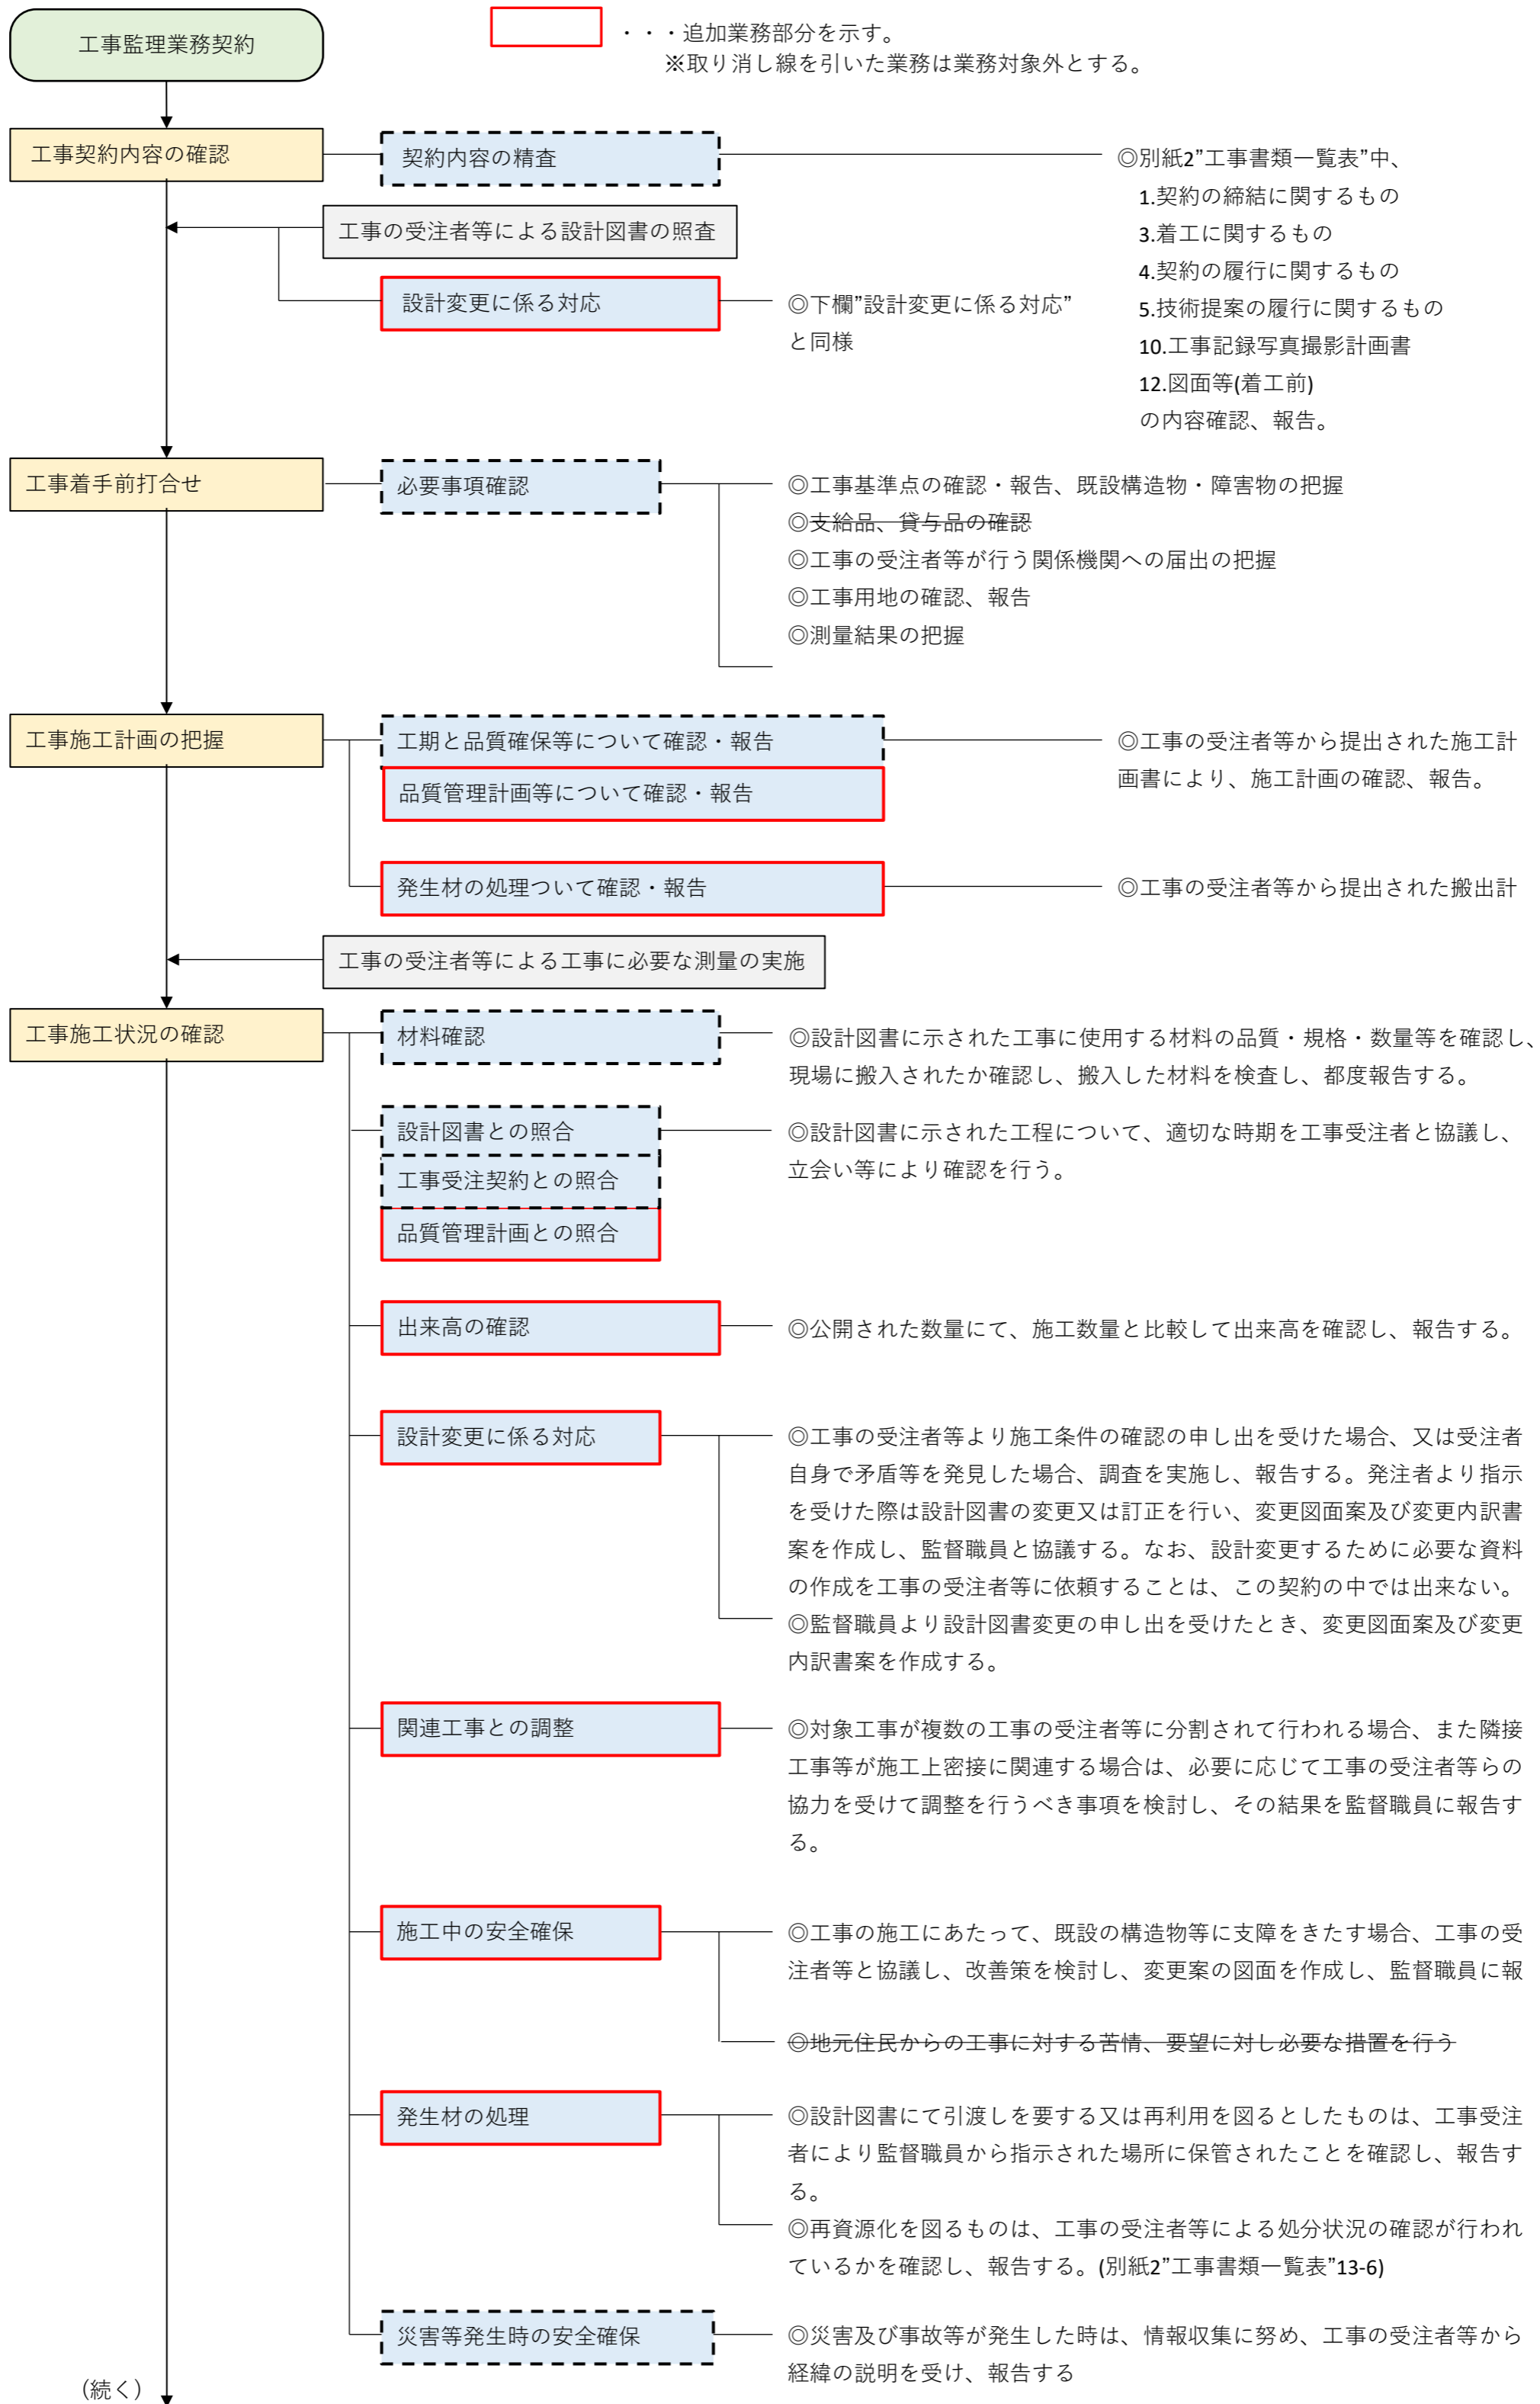 工事監理業務契約
・・・追加業務部分を示す。
※取り消し線を引いた業務は業務対象外とする。
工事契約内容の確認
契約内容の精査
◎別紙2”工事書類一覧表”中、
1.契約の締結に関するもの
3.着工に関するもの
4.契約の履行に関するもの
5.技術提案の履行に関するもの
10.工事記録写真撮影計画書
12.図面等(着工前)
の内容確認、報告。
工事の受注者等による設計図書の照査
設計変更に係る対応
◎下欄”設計変更に係る対応”
と同様
工事着手前打合せ
必要事項確認
◎工事基準点の確認・報告、既設構造物・障害物の把握
◎支給品、貸与品の確認
◎工事の受注者等が行う関係機関への届出の把握
◎工事用地の確認、報告
◎測量結果の把握
工事施工計画の把握
工期と品質確保等について確認・報告
品質管理計画等について確認・報告
◎工事の受注者等から提出された施工計
画書により、施工計画の確認、報告。
発生材の処理ついて確認・報告
◎工事の受注者等から提出された搬出計
工事の受注者等による工事に必要な測量の実施
工事施工状況の確認
材料確認
◎設計図書に示された工事に使用する材料の品質・規格・数量等を確認し、
現場に搬入されたか確認し、搬入した材料を検査し、都度報告する。
設計図書との照合
工事受注契約との照合
品質管理計画との照合
◎設計図書に示された工程について、適切な時期を工事受注者と協議し、
立会い等により確認を行う。
出来高の確認
◎公開された数量にて、施工数量と比較して出来高を確認し、報告する。
設計変更に係る対応
◎工事の受注者等より施工条件の確認の申し出を受けた場合、又は受注者
自身で矛盾等を発見した場合、調査を実施し、報告する。発注者より指示
を受けた際は設計図書の変更又は訂正を行い、変更図面案及び変更内訳書
案を作成し、監督職員と協議する。なお、設計変更するために必要な資料
の作成を工事の受注者等に依頼することは、この契約の中では出来ない。
◎監督職員より設計図書変更の申し出を受けたとき、変更図面案及び変更
内訳書案を作成する。
関連工事との調整
◎対象工事が複数の工事の受注者等に分割されて行われる場合、また隣接
工事等が施工上密接に関連する場合は、必要に応じて工事の受注者等らの
協力を受けて調整を行うべき事項を検討し、その結果を監督職員に報告す
る。
施工中の安全確保
◎工事の施工にあたって、既設の構造物等に支障をきたす場合、工事の受
注者等と協議し、改善策を検討し、変更案の図面を作成し、監督職員に報
◎地元住民からの工事に対する苦情、要望に対し必要な措置を行う
発生材の処理
◎設計図書にて引渡しを要する又は再利用を図るとしたものは、工事受注
者により監督職員から指示された場所に保管されたことを確認し、報告す
る。
◎再資源化を図るものは、工事の受注者等による処分状況の確認が行われ
ているかを確認し、報告する。(別紙2”工事書類一覧表”13-6)
災害等発生時の安全確保
◎災害及び事故等が発生した時は、情報収集に努め、工事の受注者等から
経緯の説明を受け、報告する
（続く）